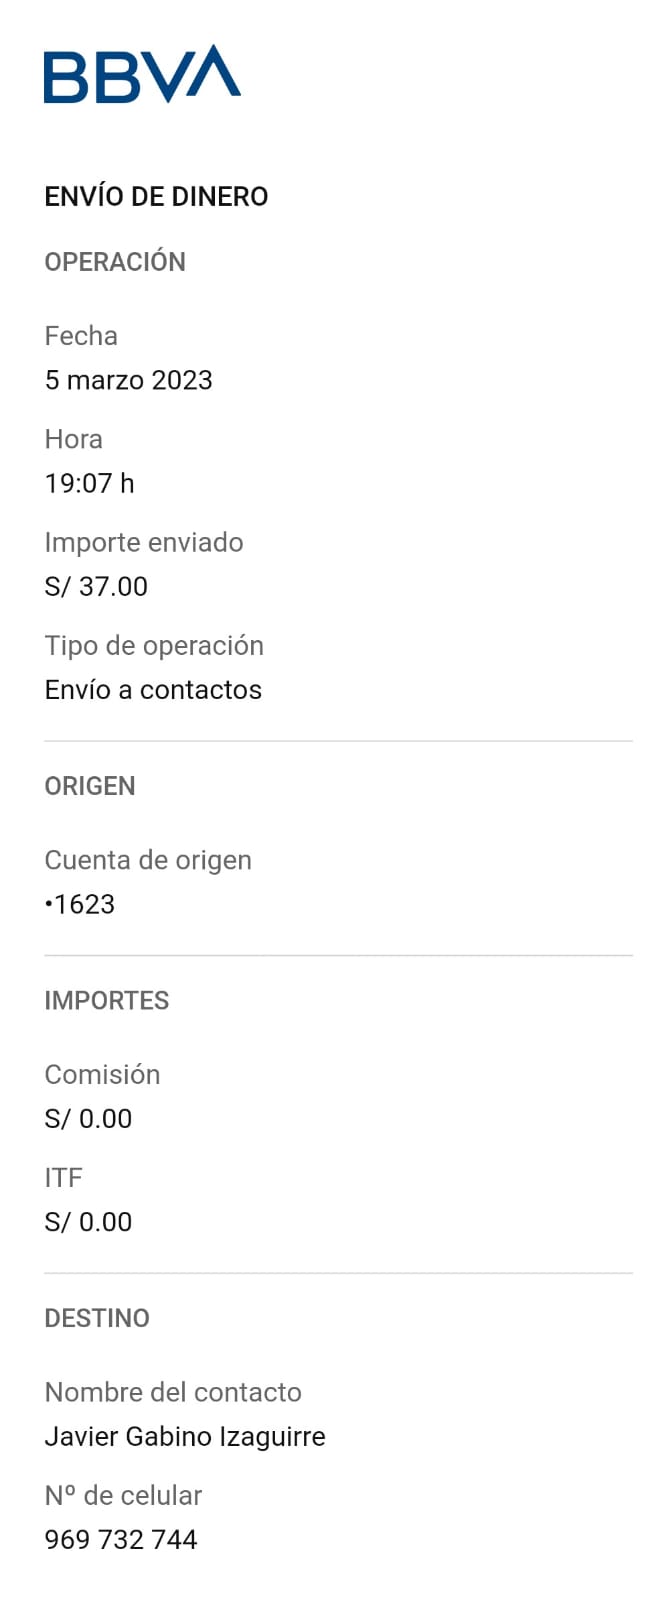 BBVA
ENVÍO DE DINERO
OPERACIÓN
Fecha
5 marzo 2023
Hora
19:07 h
Importe enviado
S/ 37.00
Tipo de operación
Envío a contactos
ORIGEN
Cuenta de origen
•1623
IMPORTES
Comisión
S/ 0.00
ITF
S/ 0.00
DESTINO
Nombre del contacto
Javier Gabino Izaguirre
Nº de celular
969 732 744